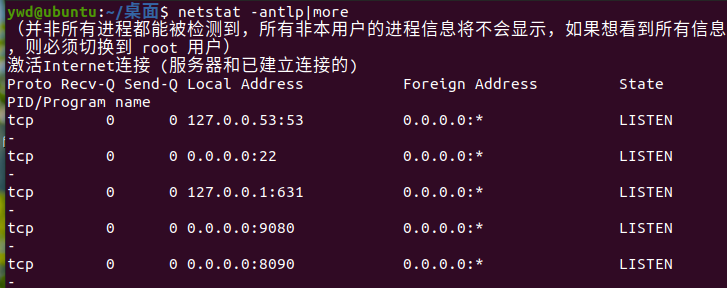 ywd@ubuntu:~/桌面$ netstat -antlp|more
（并非所有进程都能被检测到，所有非本用户的进程信息将不会显示，如果想看到所有信息
，则必须切换到 root 用户）
激活Internet连接 (服务器和已建立连接的)
Proto Recv-Q Send-Q Local Address           Foreign Address         State
PID/Program name
tcp        0      0 127.0.0.53:53           0.0.0.0:*               LISTEN
-
tcp        0      0 0.0.0.0:22              0.0.0.0:*               LISTEN
-
tcp        0      0 127.0.0.1:631           0.0.0.0:*               LISTEN
-
tcp        0      0 0.0.0.0:9080            0.0.0.0:*               LISTEN
-
tcp        0      0 0.0.0.0:8090            0.0.0.0:*               LISTEN
-